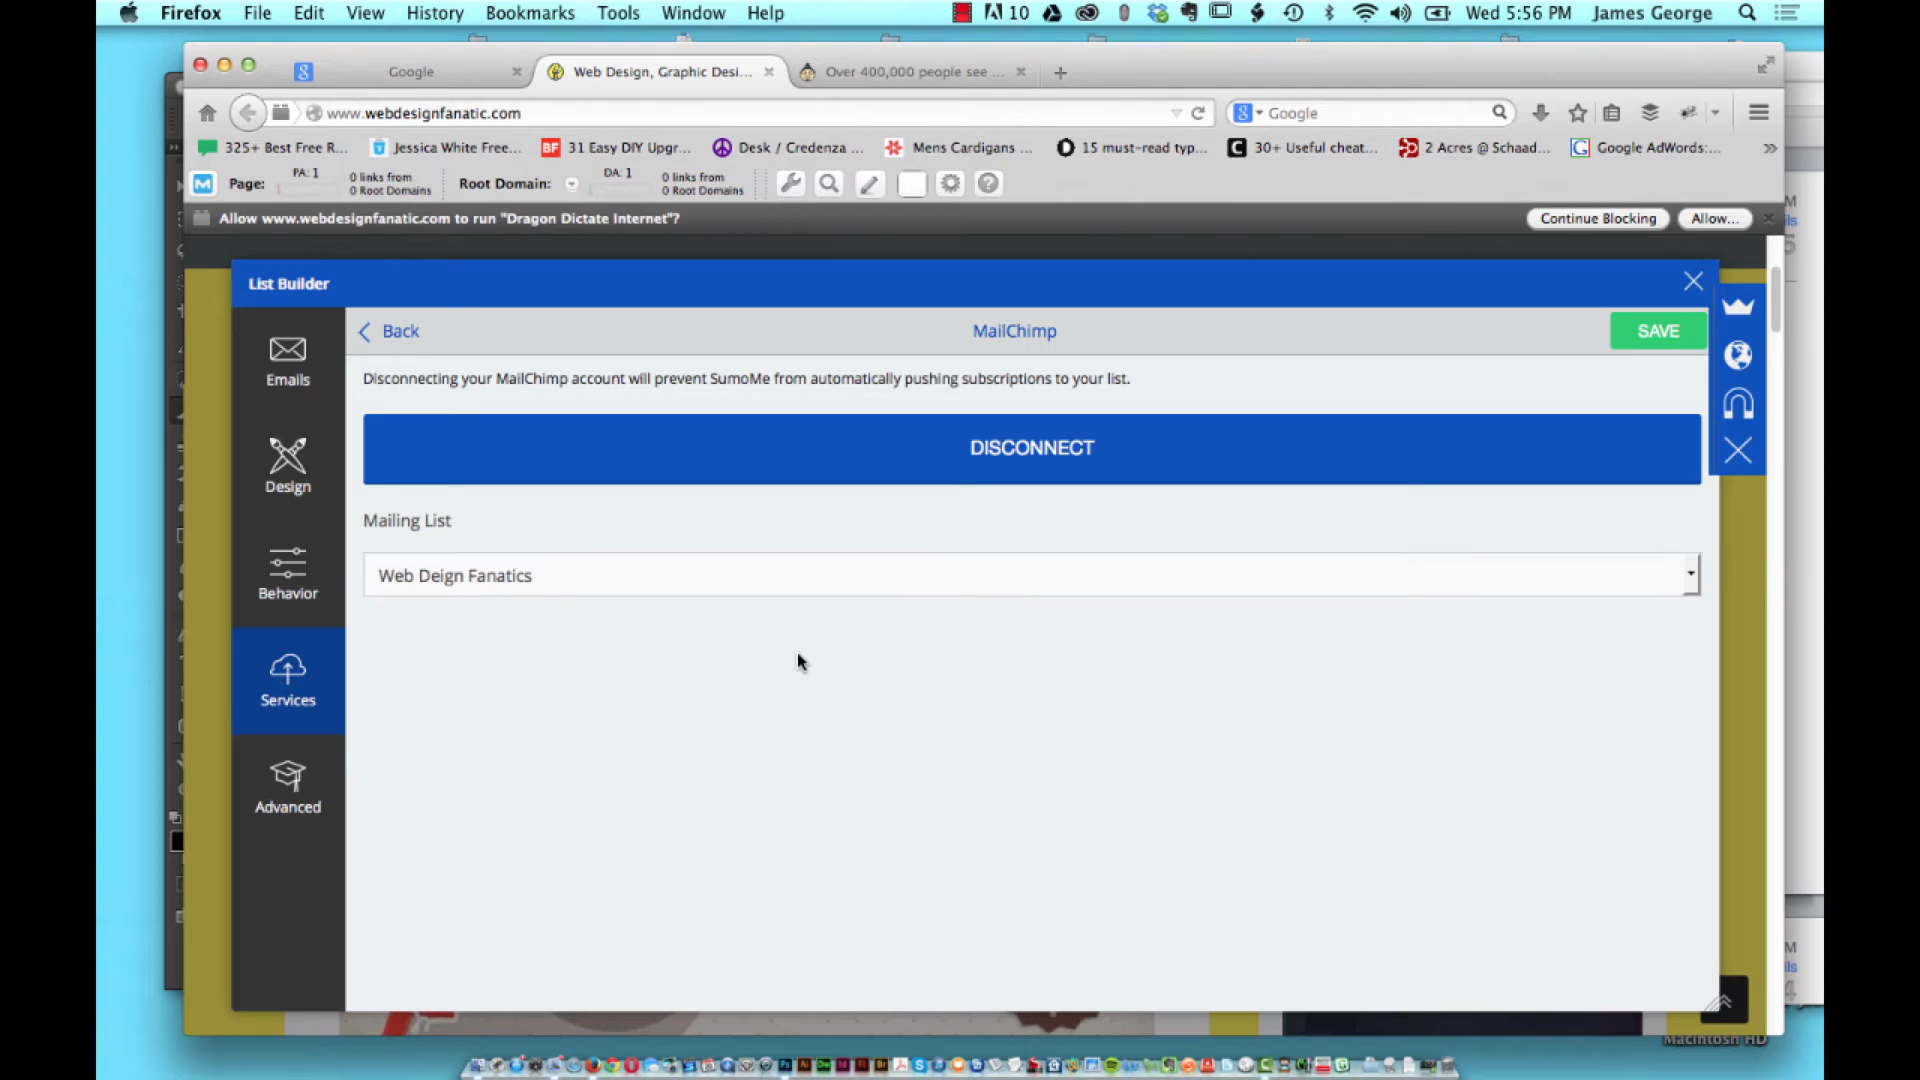 Firefox File Edit View History Bookmarks Tools Window Help 10 Wed 5:56 PM James George
Google Web Design, Graphic Desi... Over 400,000 people see ...
www.webdesignfanatic.com Google
325+ Best Free R... Jessica White Free... BF 31 Easy DIY Upgr... Desk / Credenza ... Mens Cardigans ... 15 must-read typ... 30+ Useful cheat... 2 Acres @ Schaad... Google AdWords:...
Page: PA: 1 0 links from 0 Root Domains Root Domain: DA: 1 0 links from 0 Root Domains
Allow www.webdesignfanatic.com to run "Dragon Dictate Internet"? Continue Blocking Allow...
List Builder
Back MailChimp SAVE
Emails
Design
Behavior
Services
Advanced
Disconnecting your MailChimp account will prevent SumoMe from automatically pushing subscriptions to your list.
DISCONNECT
Mailing List
Web Deign Fanatics
Macintosh HD